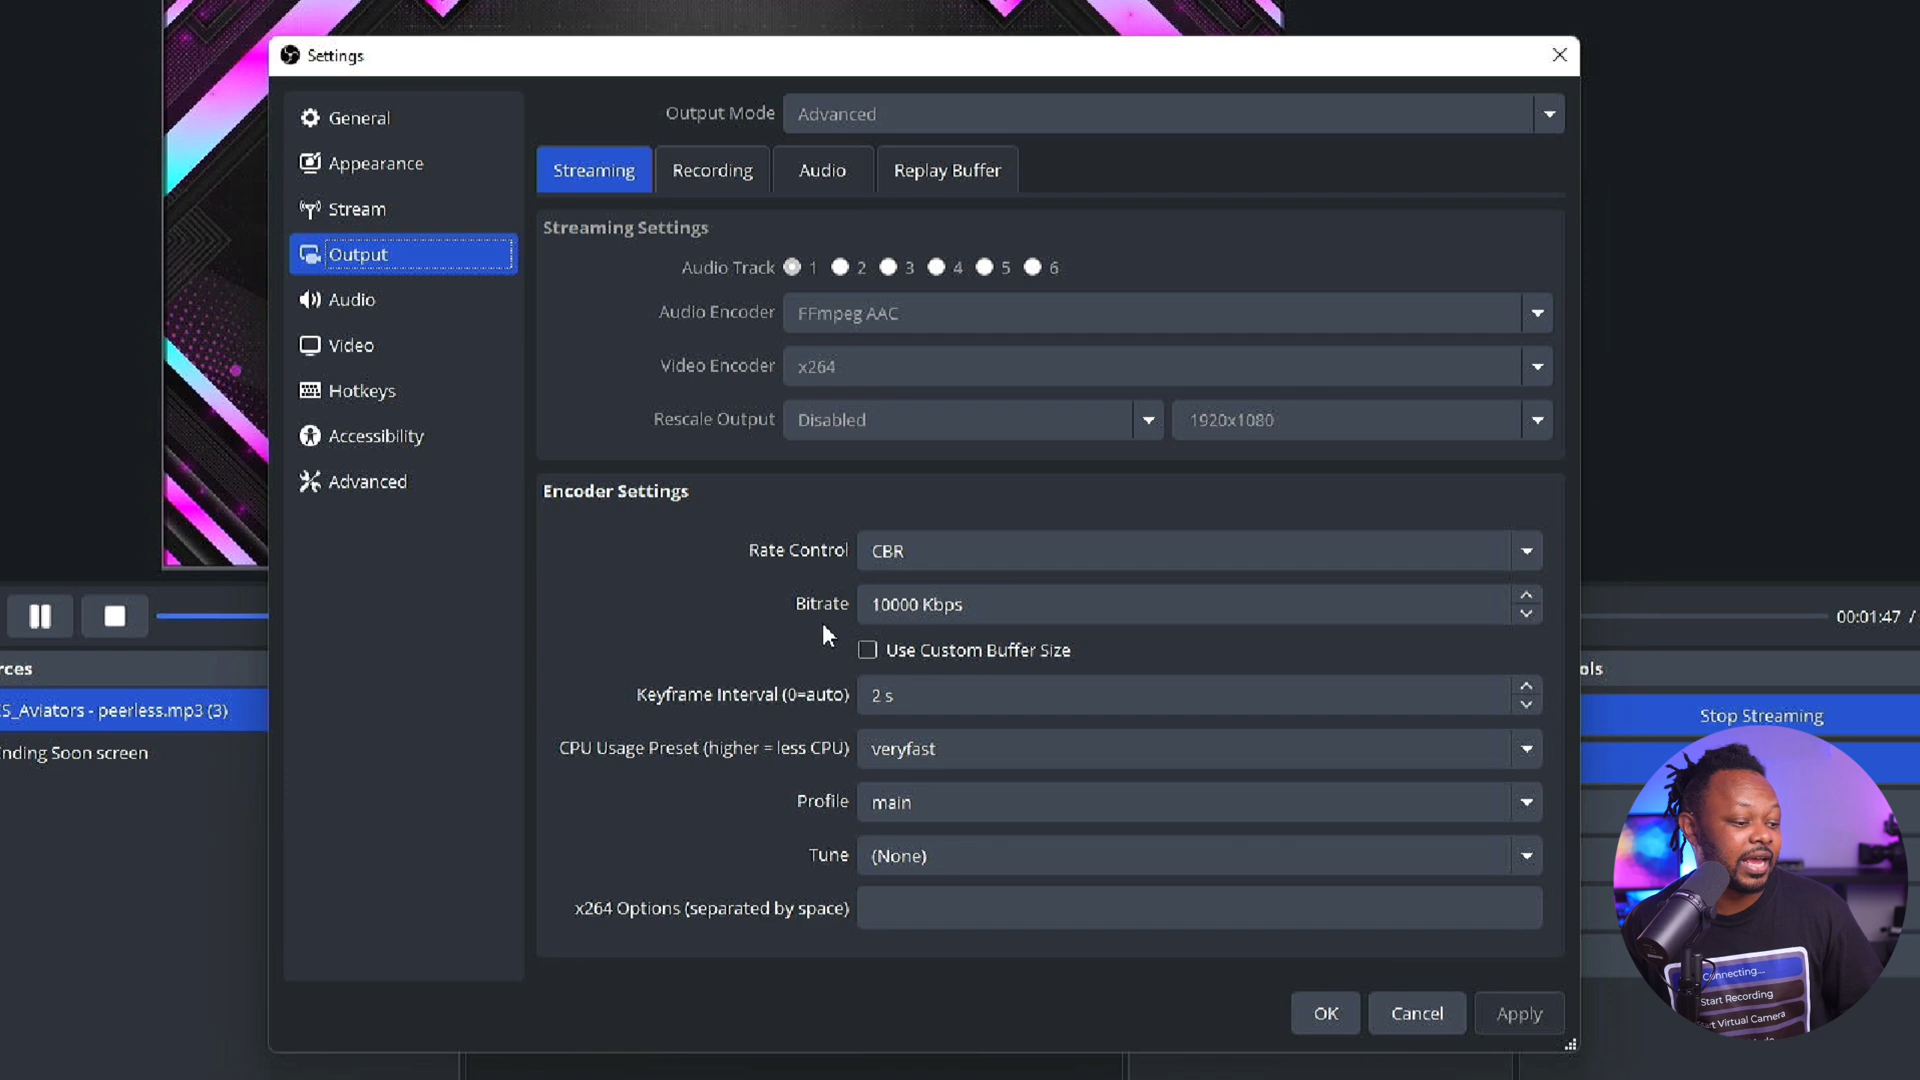 Settings
General
Appearance
Stream
Output
Audio
Video
Hotkeys
Accessibility
Advanced
Output Mode Advanced
Streaming Recording Audio Replay Buffer
Streaming Settings
Audio Track 1 2 3 4 5 6
Audio Encoder FFmpeg AAC
Video Encoder x264
Rescale Output Disabled 1920x1080
Encoder Settings
Rate Control CBR
Bitrate 10000 Kbps
Use Custom Buffer Size
Keyframe Interval (0=auto) 2 s
CPU Usage Preset (higher = less CPU) veryfast
Profile main
Tune (None)
x264 Options (separated by space)
OK Cancel Apply
00:01:47 /
rces
S_Aviators - peerless.mp3 (3)
nding Soon screen
ols
Stop Streaming
Connecting...
Start Recording
tart Virtual Camera